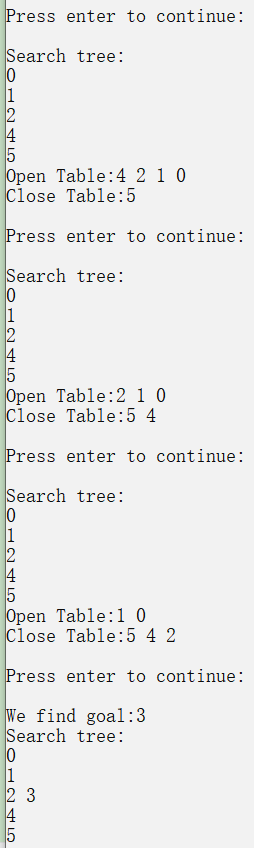 Press enter to continue:
Search tree:
0
1
2
4
5
Open Table:4 2 1 0
Close Table:5
Press enter to continue:
Search tree:
0
1
2
4
5
Open Table:2 1 0
Close Table:5 4
Press enter to continue:
Search tree:
0
1
2
4
5
Open Table:1 0
Close Table:5 4 2
Press enter to continue:
We find goal:3
Search tree:
0
1
2 3
4
5